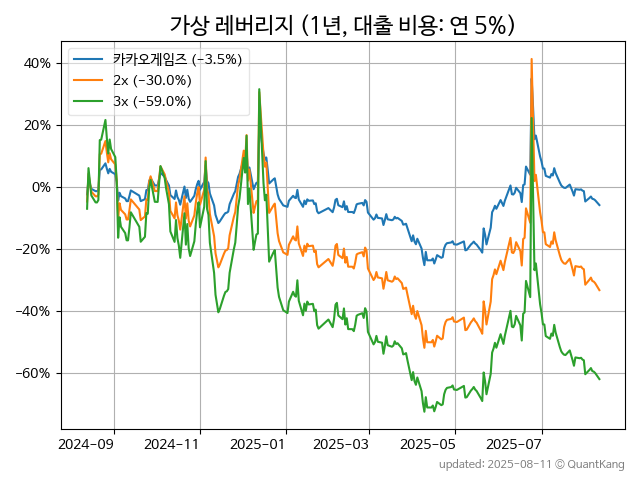 가상 레버리지 (1년, 대출 비용: 연 5%)
카카오게임즈 (−3.5%)
2x (−30.0%)
3x (−59.0%)
40%
20%
0%
−20%
−40%
−60%
2024-09
2024-11
2025-01
2025-03
2025-05
2025-07
updated: 2025-08-11 © QuantKang